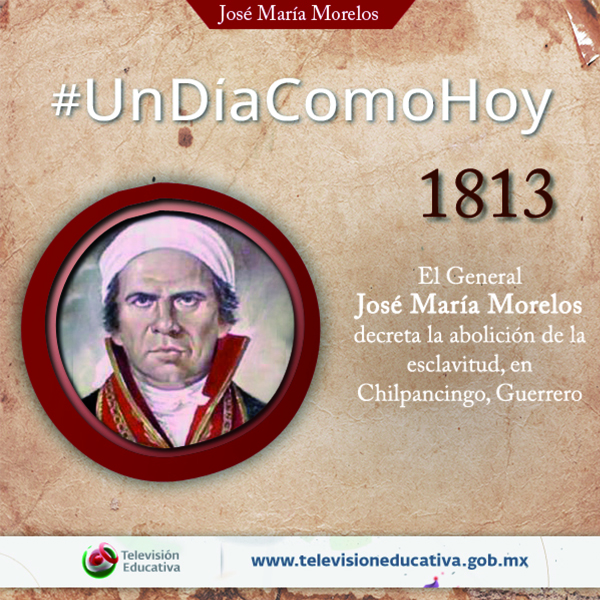 José María Morelos
#UnDíaComoHoy
1813
El General
José María Morelos
decreta la abolición de la
esclavitud, en
Chilpancingo, Guerrero
Televisión
Educativa
www.televisioneducativa.gob.mx